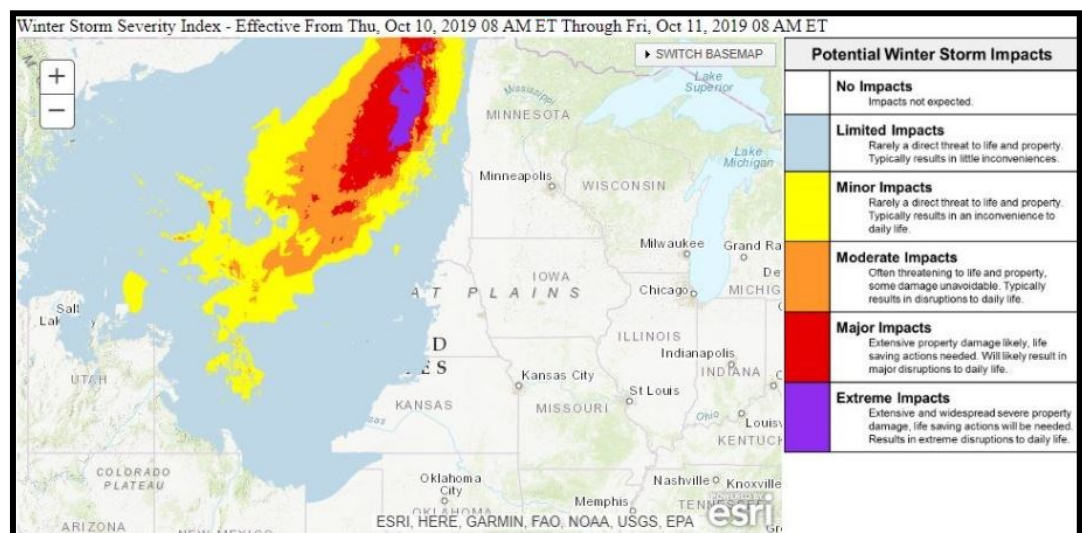 Winter Storm Severity Index - Effective From Thu, Oct 10, 2019 08 AM ET Through Fri, Oct 11, 2019 08 AM ET
+
−
SWITCH BASEMAP
Lake
Superior
Mississippi
MINNESOTA
Lake
Michigan
Minneapolis
WISCONSIN
Milwaukee
Grand Ra
De
IOWA
Chicago
MICHIG
A T P L A I N S
Salt
Lak
ILLINOIS
D
Indianapolis
E S
UTAH
INDIANA
Kansas City
St Louis
KANSAS
MISSOURI
Ohio
Louisv
KENTUCK
COLORADO
PLATEAU
Oklahoma
City
Nashville
Knoxville
OKLAHOMA
Memphis
TENNESSEE
POWERED BY
esri
ARIZONA
NEW MEXICO
ESRI, HERE, GARMIN, FAO, NOAA, USGS, EPA
Potential Winter Storm Impacts
No Impacts
Impacts not expected.
Limited Impacts
Rarely a direct threat to life and property.
Typically results in little inconveniences.
Minor Impacts
Rarely a direct threat to life and property.
Typically results in an inconvenience to
daily life.
Moderate Impacts
Often threatening to life and property,
some damage unavoidable. Typically
results in disruptions to daily life.
Major Impacts
Extensive property damage likely, life
saving actions needed. Will likely result in
major disruptions to daily life.
Extreme Impacts
Extensive and widespread severe property
damage, life saving actions will be needed.
Results in extreme disruptions to daily life.